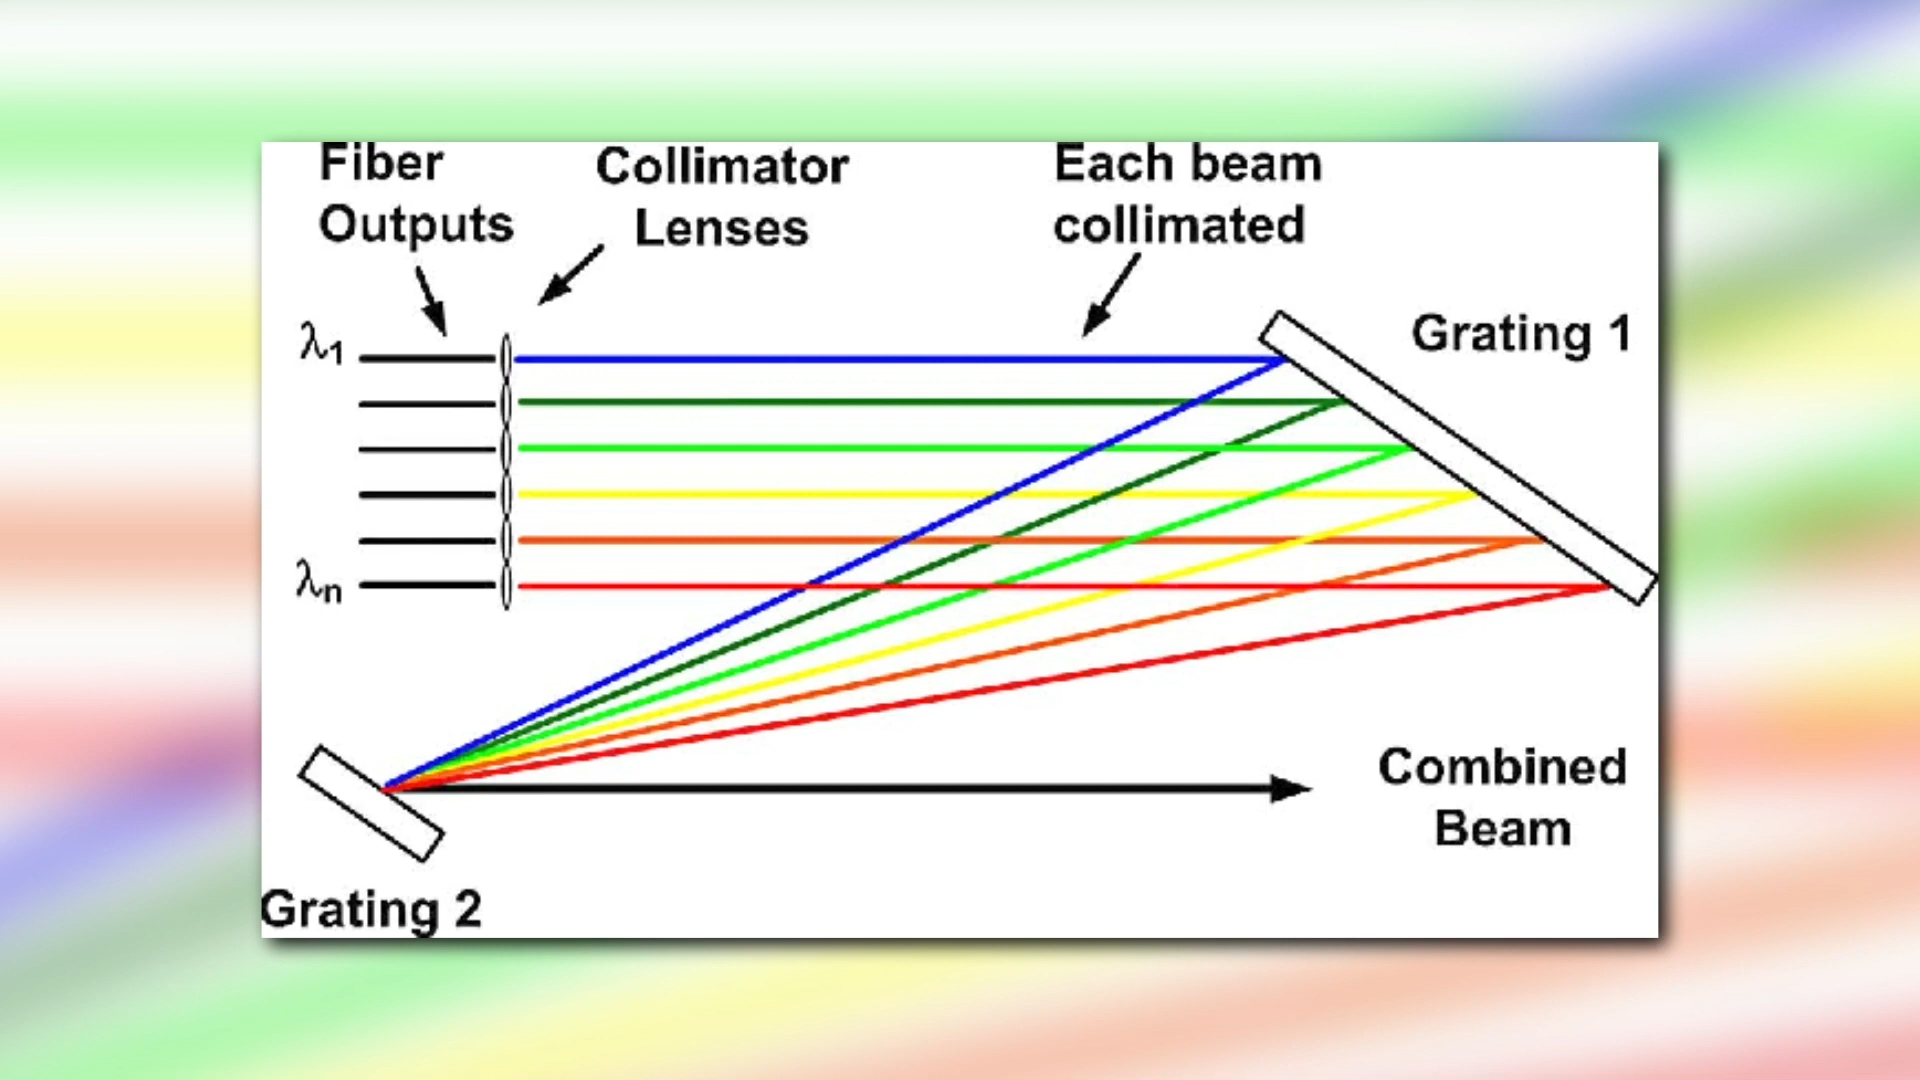 Fiber
Outputs
Collimator
Lenses
Each beam
collimated
λ1
λn
Grating 1
Combined
Beam
Grating 2